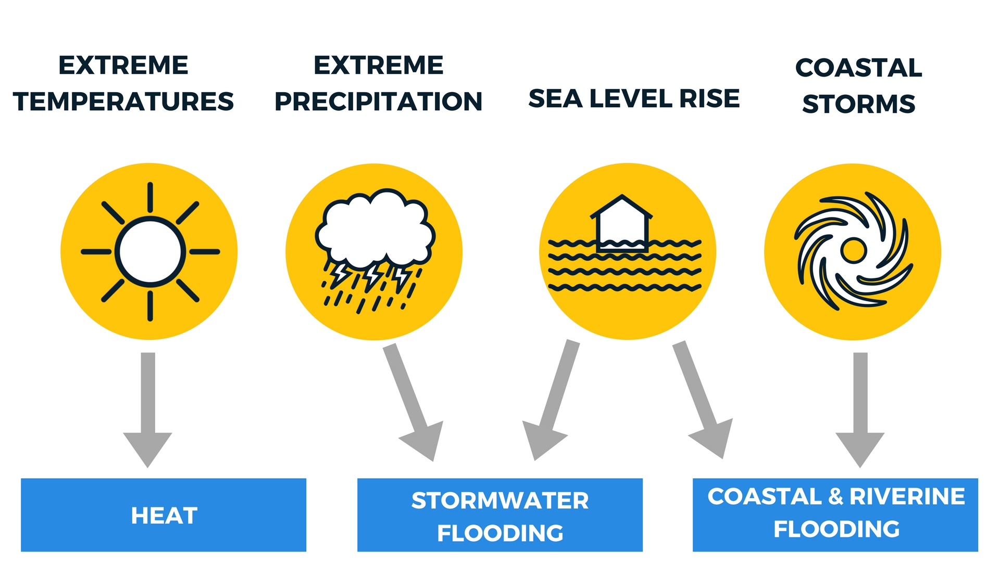 EXTREME
TEMPERATURES
EXTREME
PRECIPITATION
SEA LEVEL RISE
COASTAL
STORMS
HEAT
STORMWATER
FLOODING
COASTAL & RIVERINE
FLOODING